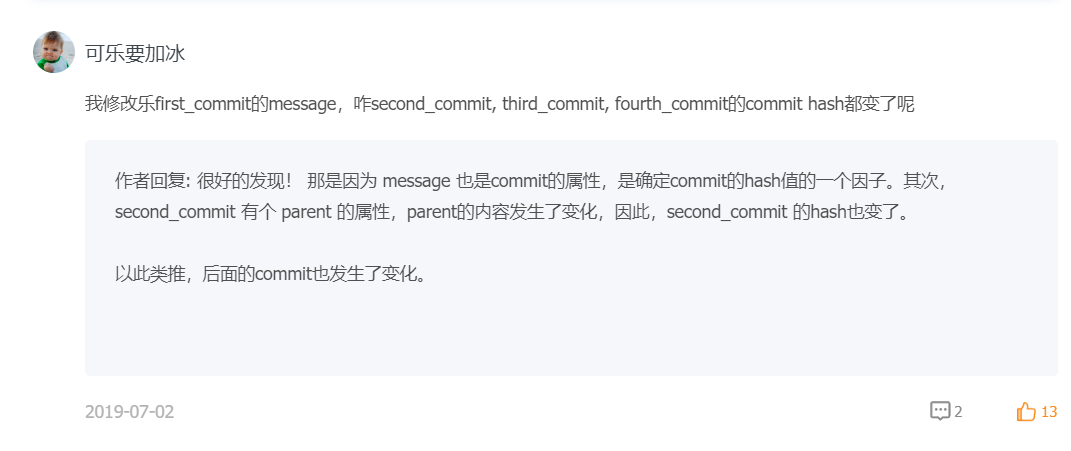 可乐要加冰
我修改乐first_commit的message，咋second_commit, third_commit, fourth_commit的commit hash都变了呢
作者回复: 很好的发现！ 那是因为 message 也是commit的属性，是确定commit的hash值的一个因子。其次，
second_commit 有个 parent 的属性，parent的内容发生了变化，因此，second_commit 的hash也变了。
以此类推，后面的commit也发生了变化。
2019-07-02 2 13